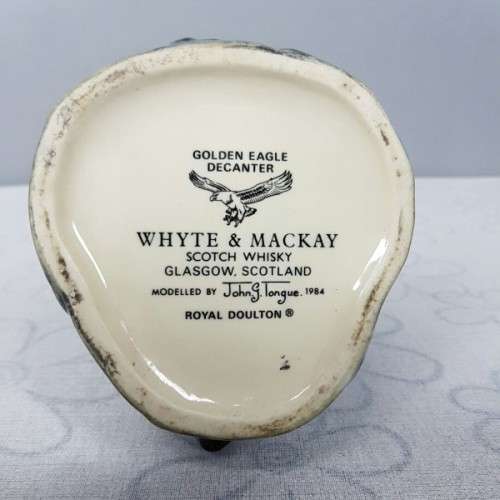 GOLDEN EAGLE
DECANTER
WHYTE & MACKAY
SCOTCH WHISKY
GLASGOW, SCOTLAND
MODELLED BY John G. Tongue. 1984
ROYAL DOULTON ®